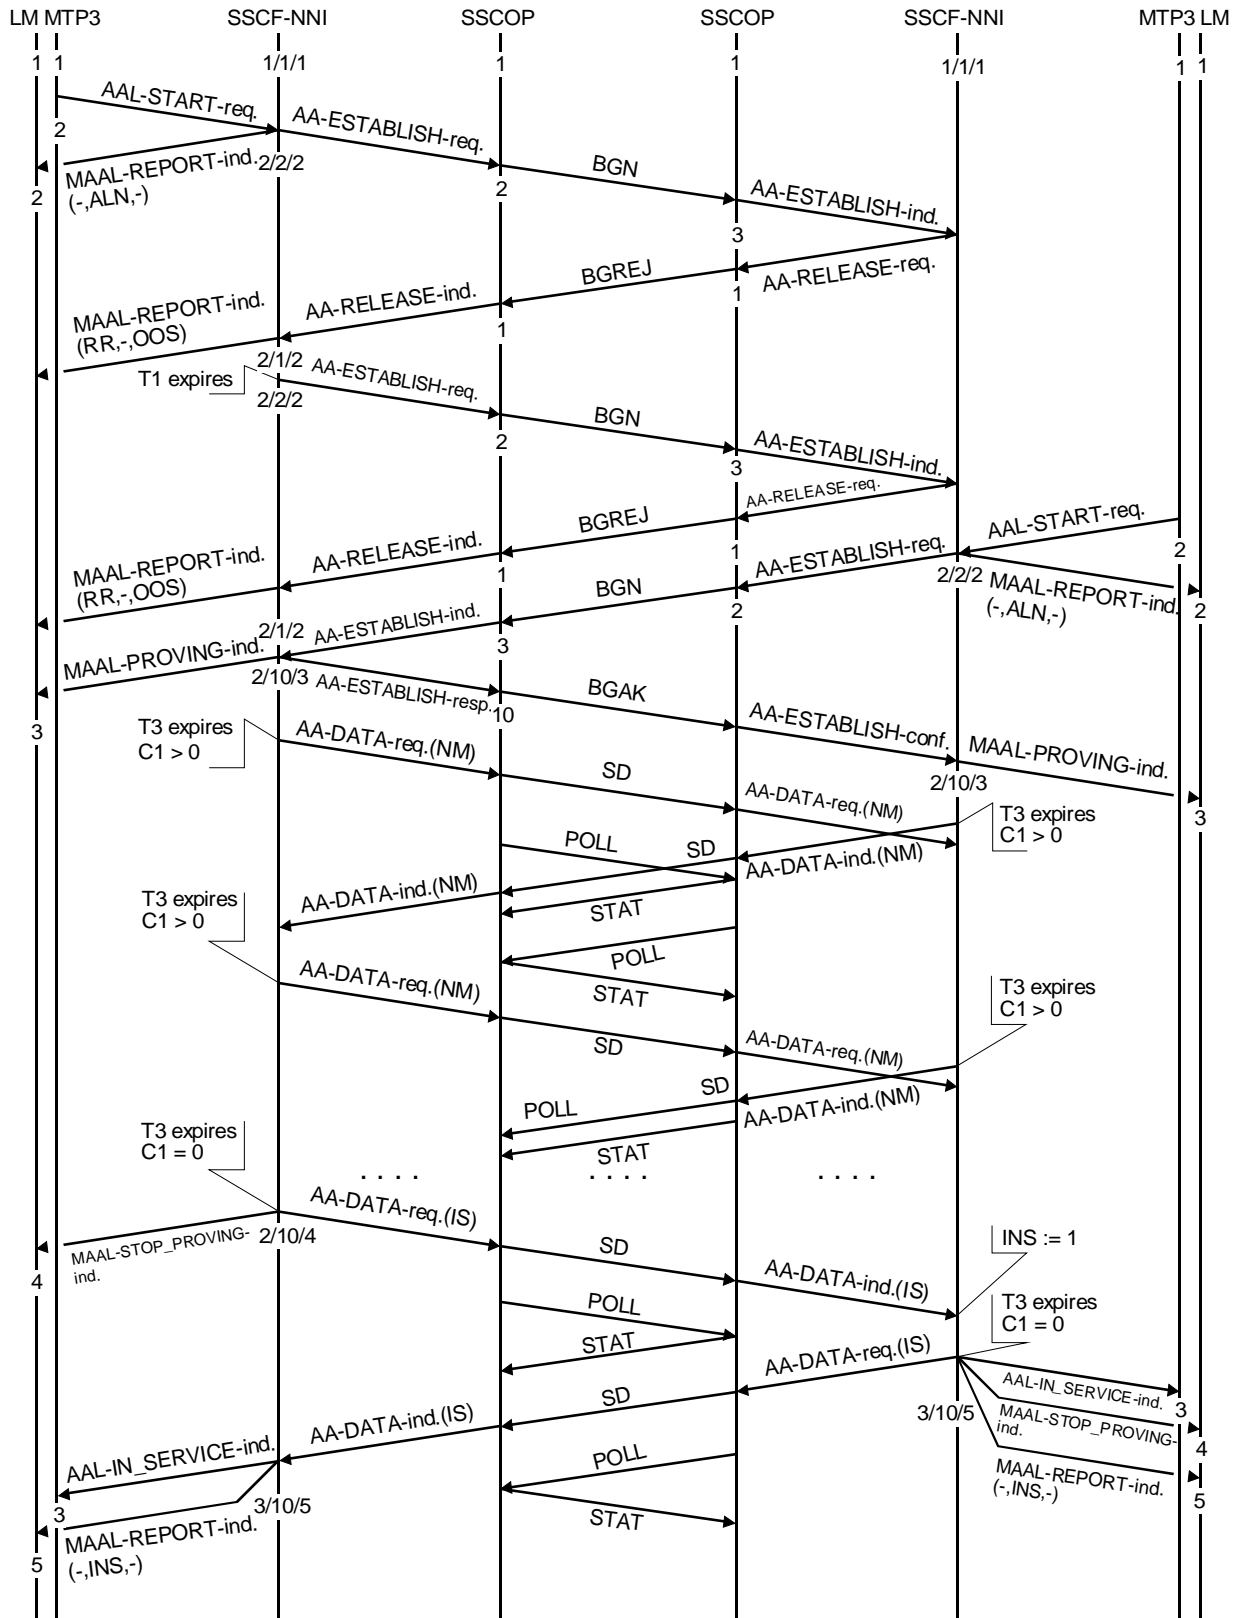 LM MTP3 SSCF-NNI SSCOP SSCOP SSCF-NNI MTP3 LM
1 1 1/1/1 1 1 1/1/1 1 1
AAL-START-req.
2
AA-ESTABLISH-req.
MAAL-REPORT-ind.
(-,ALN,-)
2/2/2
2
BGN
2
AA-ESTABLISH-ind.
3
AA-RELEASE-req.
BGREJ
1
AA-RELEASE-ind.
1
MAAL-REPORT-ind.
(RR,-,OOS)
2/1/2
T1 expires
AA-ESTABLISH-req.
2/2/2
BGN
2
AA-ESTABLISH-ind.
3
AA-RELEASE-req.
BGREJ
AAL-START-req.
1
2
AA-RELEASE-ind.
AA-ESTABLISH-req.
MAAL-REPORT-ind.
(RR,-,OOS)
1
BGN
2/2/2
MAAL-REPORT-ind.
(-,ALN,-)
2
2
2/1/2
AA-ESTABLISH-ind.
3
MAAL-PROVING-ind.
2/10/3
AA-ESTABLISH-resp.
10
BGAK
3
AA-ESTABLISH-conf.
MAAL-PROVING-ind.
T3 expires
C1 > 0
AA-DATA-req.(NM)
SD
2/10/3
3
AA-DATA-req.(NM)
T3 expires
C1 > 0
POLL
SD
AA-DATA-ind.(NM)
AA-DATA-ind.(NM)
T3 expires
C1 > 0
STAT
POLL
AA-DATA-req.(NM)
STAT
T3 expires
C1 > 0
SD
AA-DATA-req.(NM)
SD
POLL
AA-DATA-ind.(NM)
T3 expires
C1 = 0
STAT
. . . . . . . . . . . .
AA-DATA-req.(IS)
MAAL-STOP_PROVING-
ind.
2/10/4
4
SD
INS := 1
AA-DATA-ind.(IS)
POLL
T3 expires
C1 = 0
STAT
AA-DATA-req.(IS)
AAL-IN_SERVICE-ind.
3
SD
3/10/5
MAAL-STOP_PROVING-
ind.
4
AA-DATA-ind.(IS)
AAL-IN_SERVICE-ind.
POLL
MAAL-REPORT-ind.
(-,INS,-)
5
3
3/10/5
STAT
MAAL-REPORT-ind.
(-,INS,-)
5